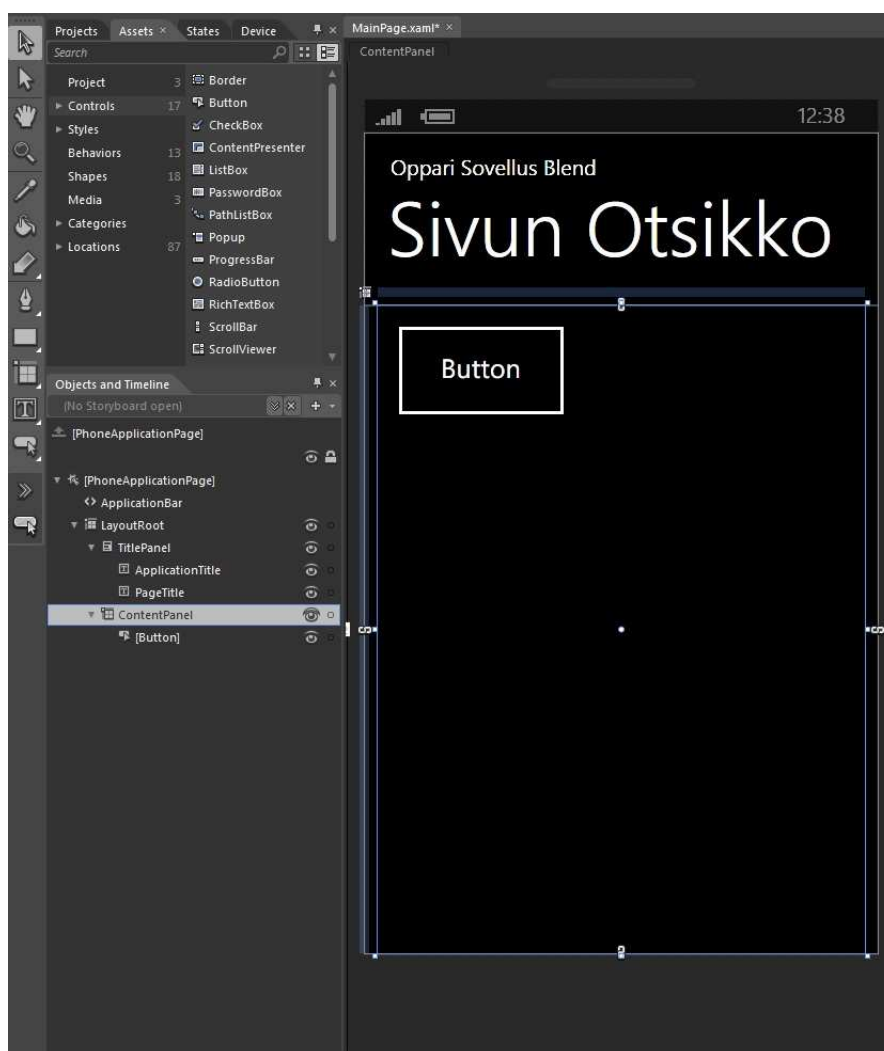 Projects Assets × States Device
Search
Project 3
Controls 17
Styles
Behaviors 13
Shapes 18
Media 3
Categories
Locations 87
Border
Button
CheckBox
ContentPresenter
ListBox
PasswordBox
PathListBox
Popup
ProgressBar
RadioButton
RichTextBox
ScrollBar
ScrollViewer
Objects and Timeline
(No Storyboard open)
[PhoneApplicationPage]
[PhoneApplicationPage]
ApplicationBar
LayoutRoot
TitlePanel
ApplicationTitle
PageTitle
ContentPanel
[Button]
MainPage.xaml* ×
ContentPanel
12:38
Oppari Sovellus Blend
Sivun Otsikko
Button